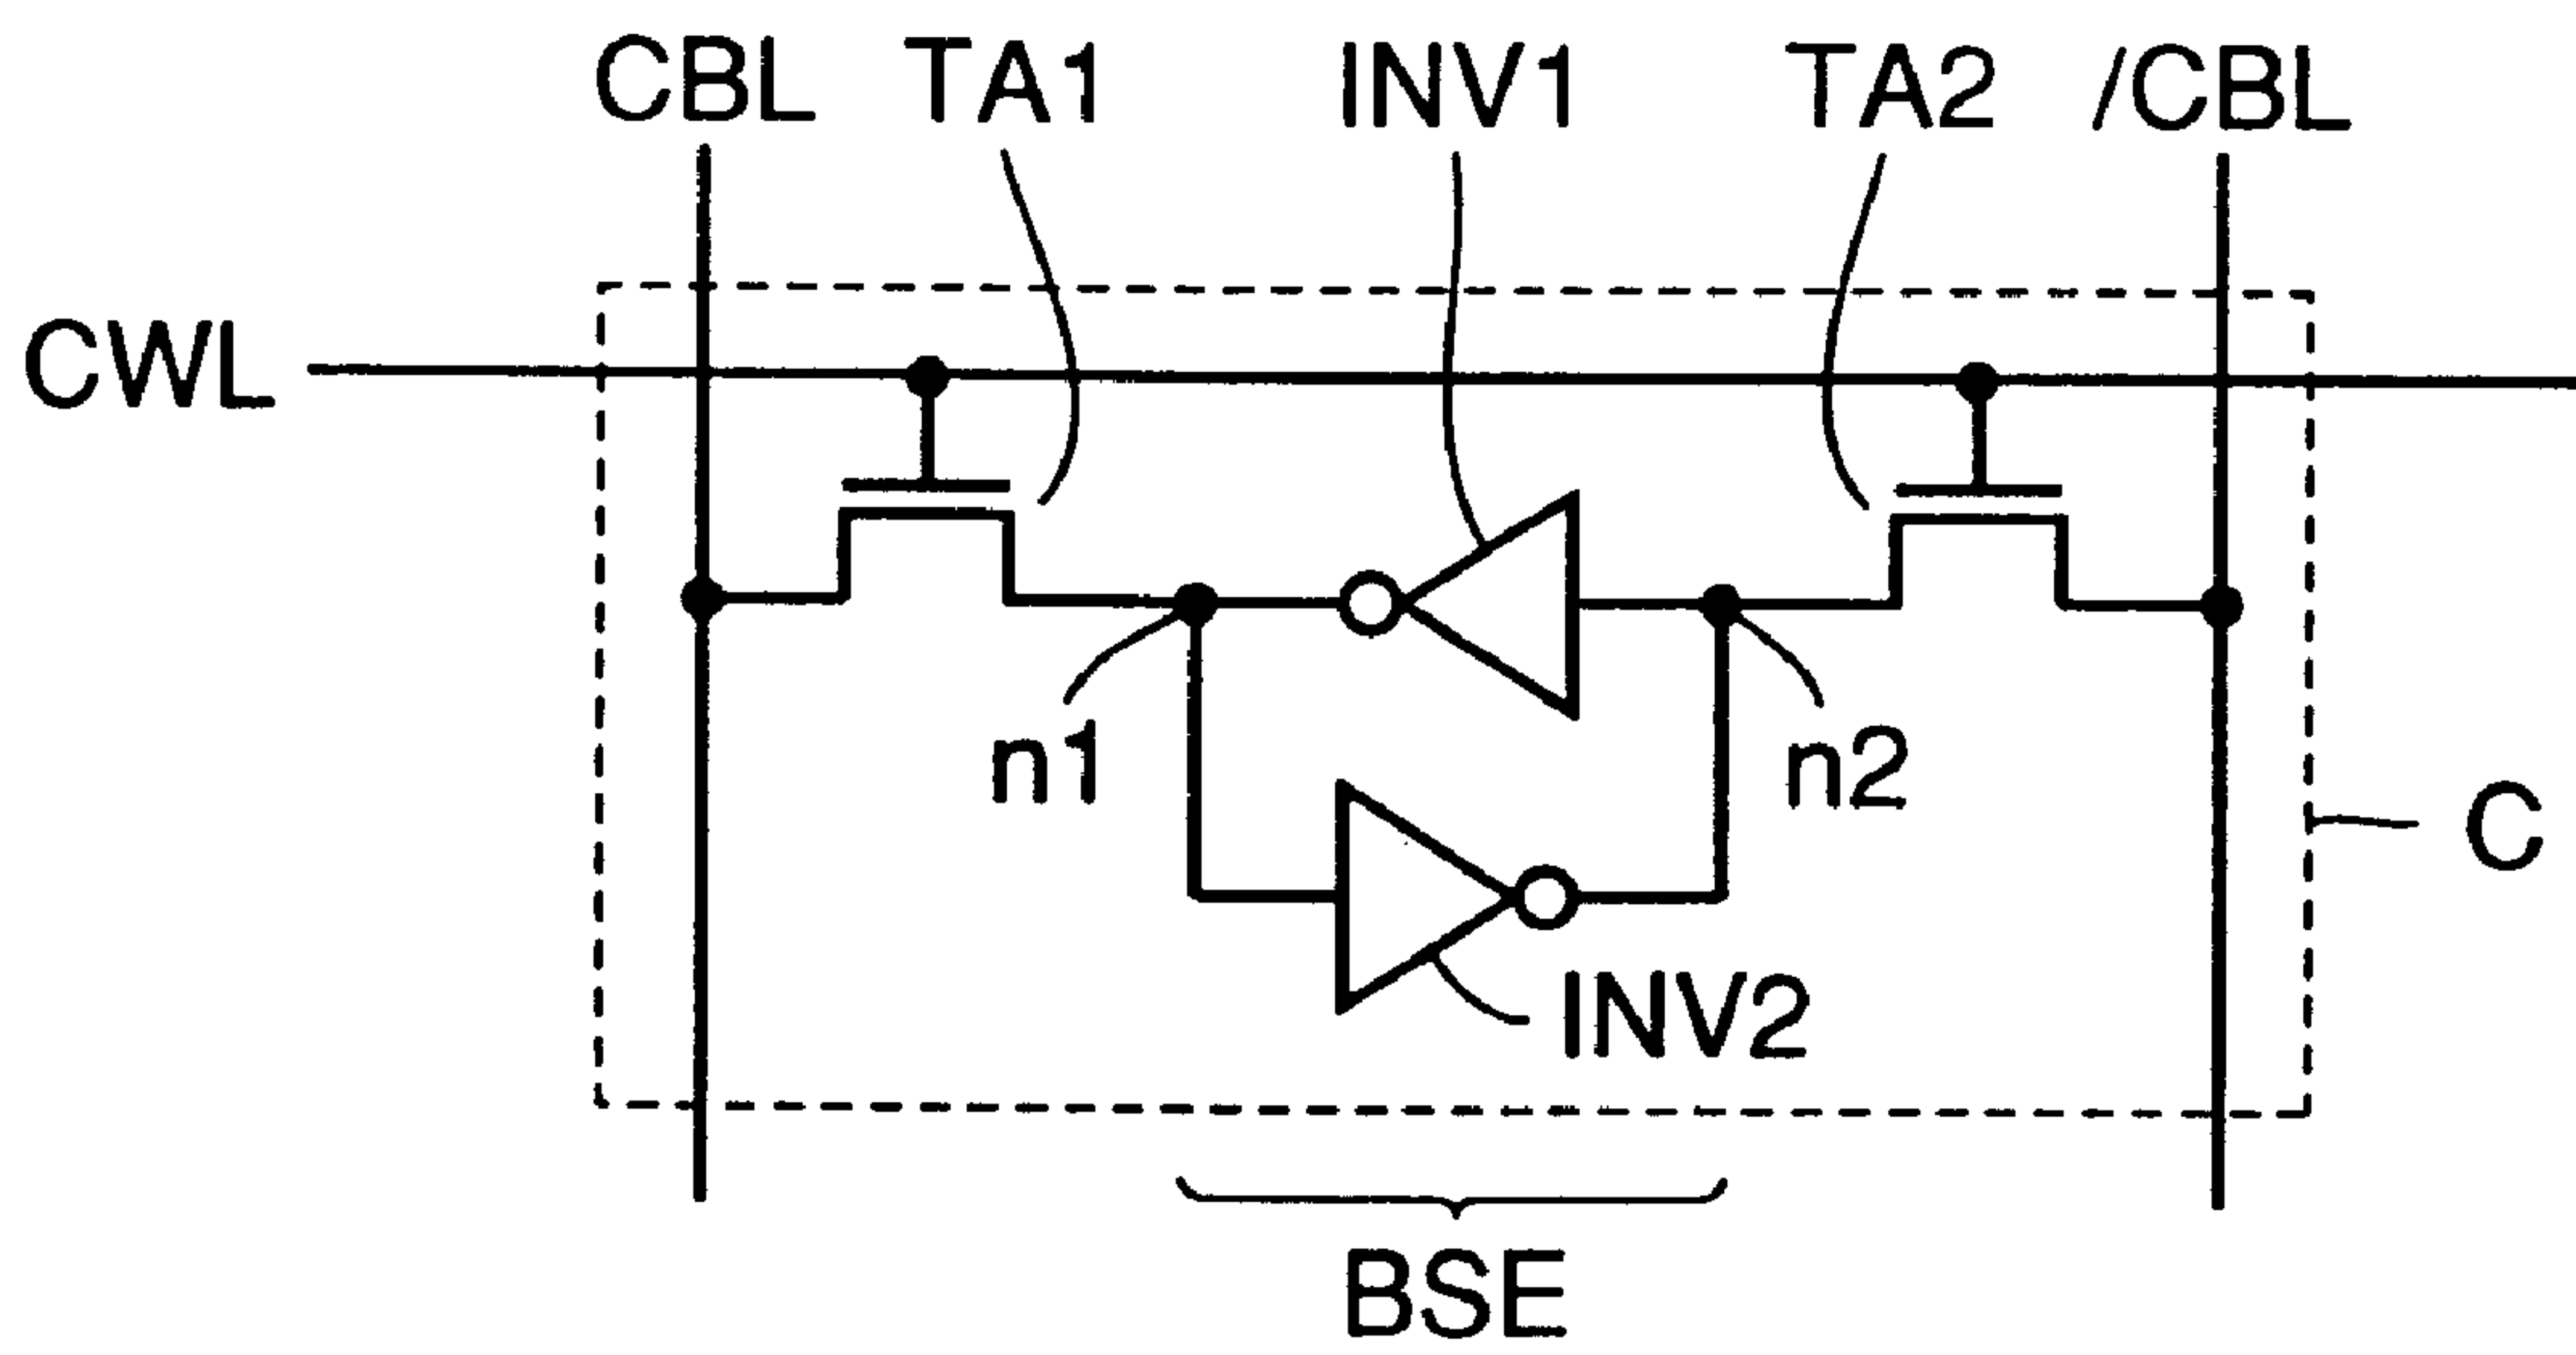 CBL TA1 INV1 TA2 /CBL
CWL
n1 n2
C
INV2
BSE